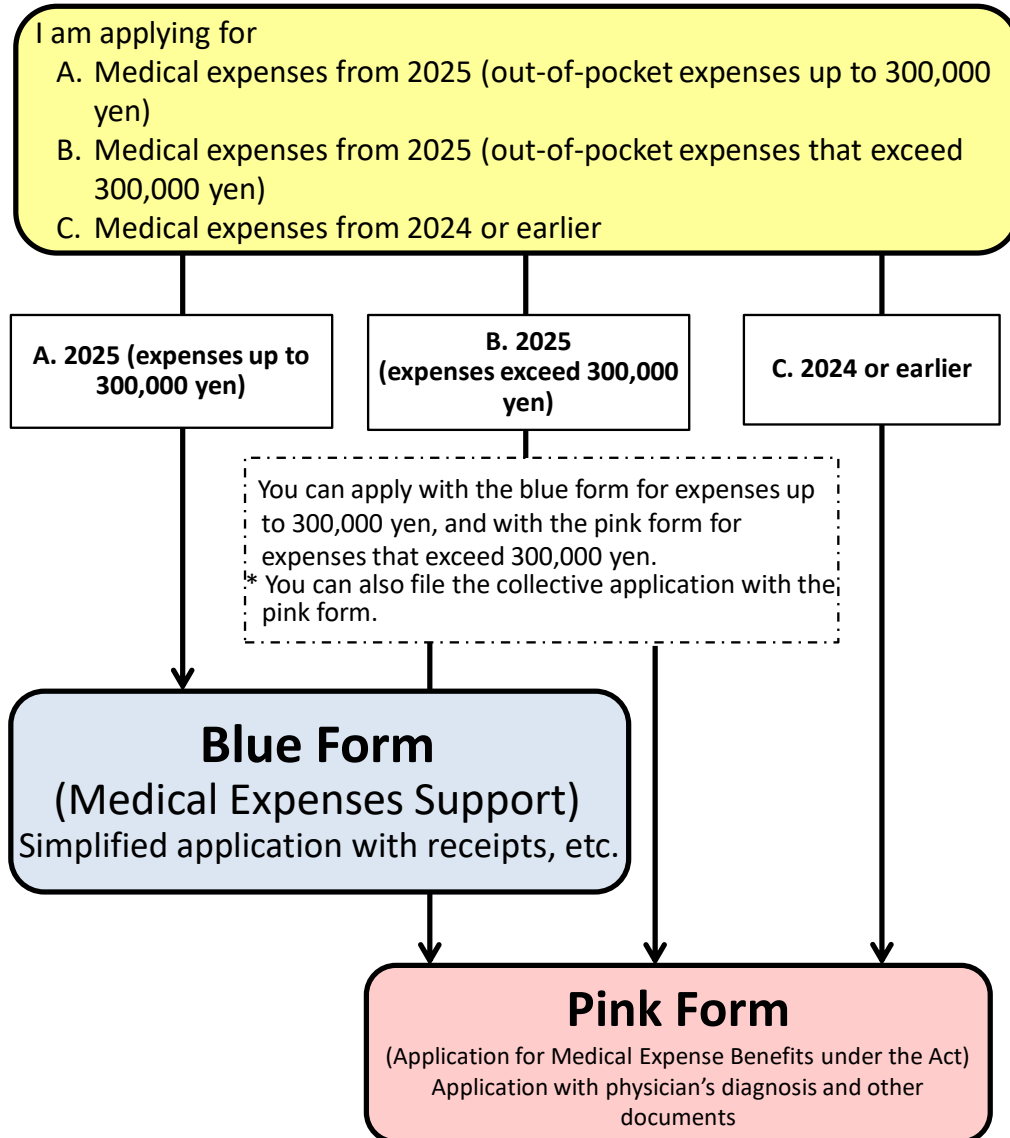 I am applying for
A. Medical expenses from 2025 (out-of-pocket expenses up to 300,000
yen)
B. Medical expenses from 2025 (out-of-pocket expenses that exceed
300,000 yen)
C. Medical expenses from 2024 or earlier
A. 2025 (expenses up to
300,000 yen)
B. 2025
(expenses exceed 300,000
yen)
C. 2024 or earlier
You can apply with the blue form for expenses up
to 300,000 yen, and with the pink form for
expenses that exceed 300,000 yen.
* You can also file the collective application with the
pink form.
Blue Form
(Medical Expenses Support)
Simplified application with receipts, etc.
Pink Form
(Application for Medical Expense Benefits under the Act)
Application with physician’s diagnosis and other
documents